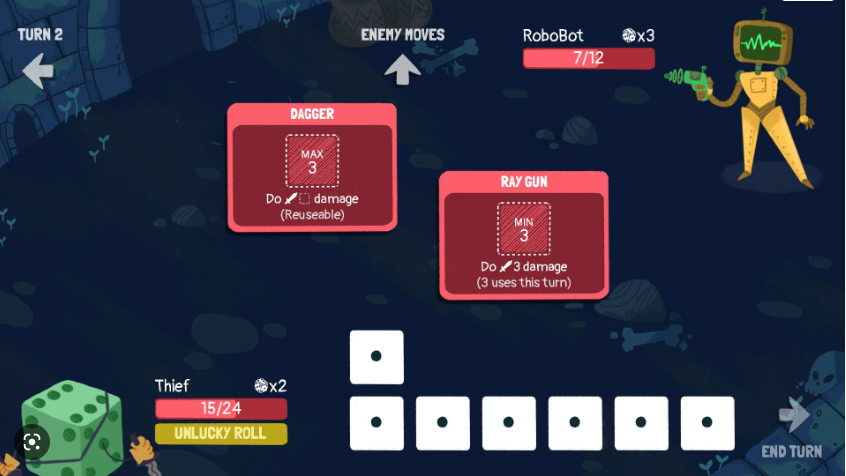 TURN 2
ENEMY MOVES
RoboBot x3
7/12
DAGGER
MAX
3
Do damage
(Reuseable)
RAY GUN
MIN
3
Do 3 damage
(3 uses this turn)
Thief x2
15/24
UNLUCKY ROLL
END TURN